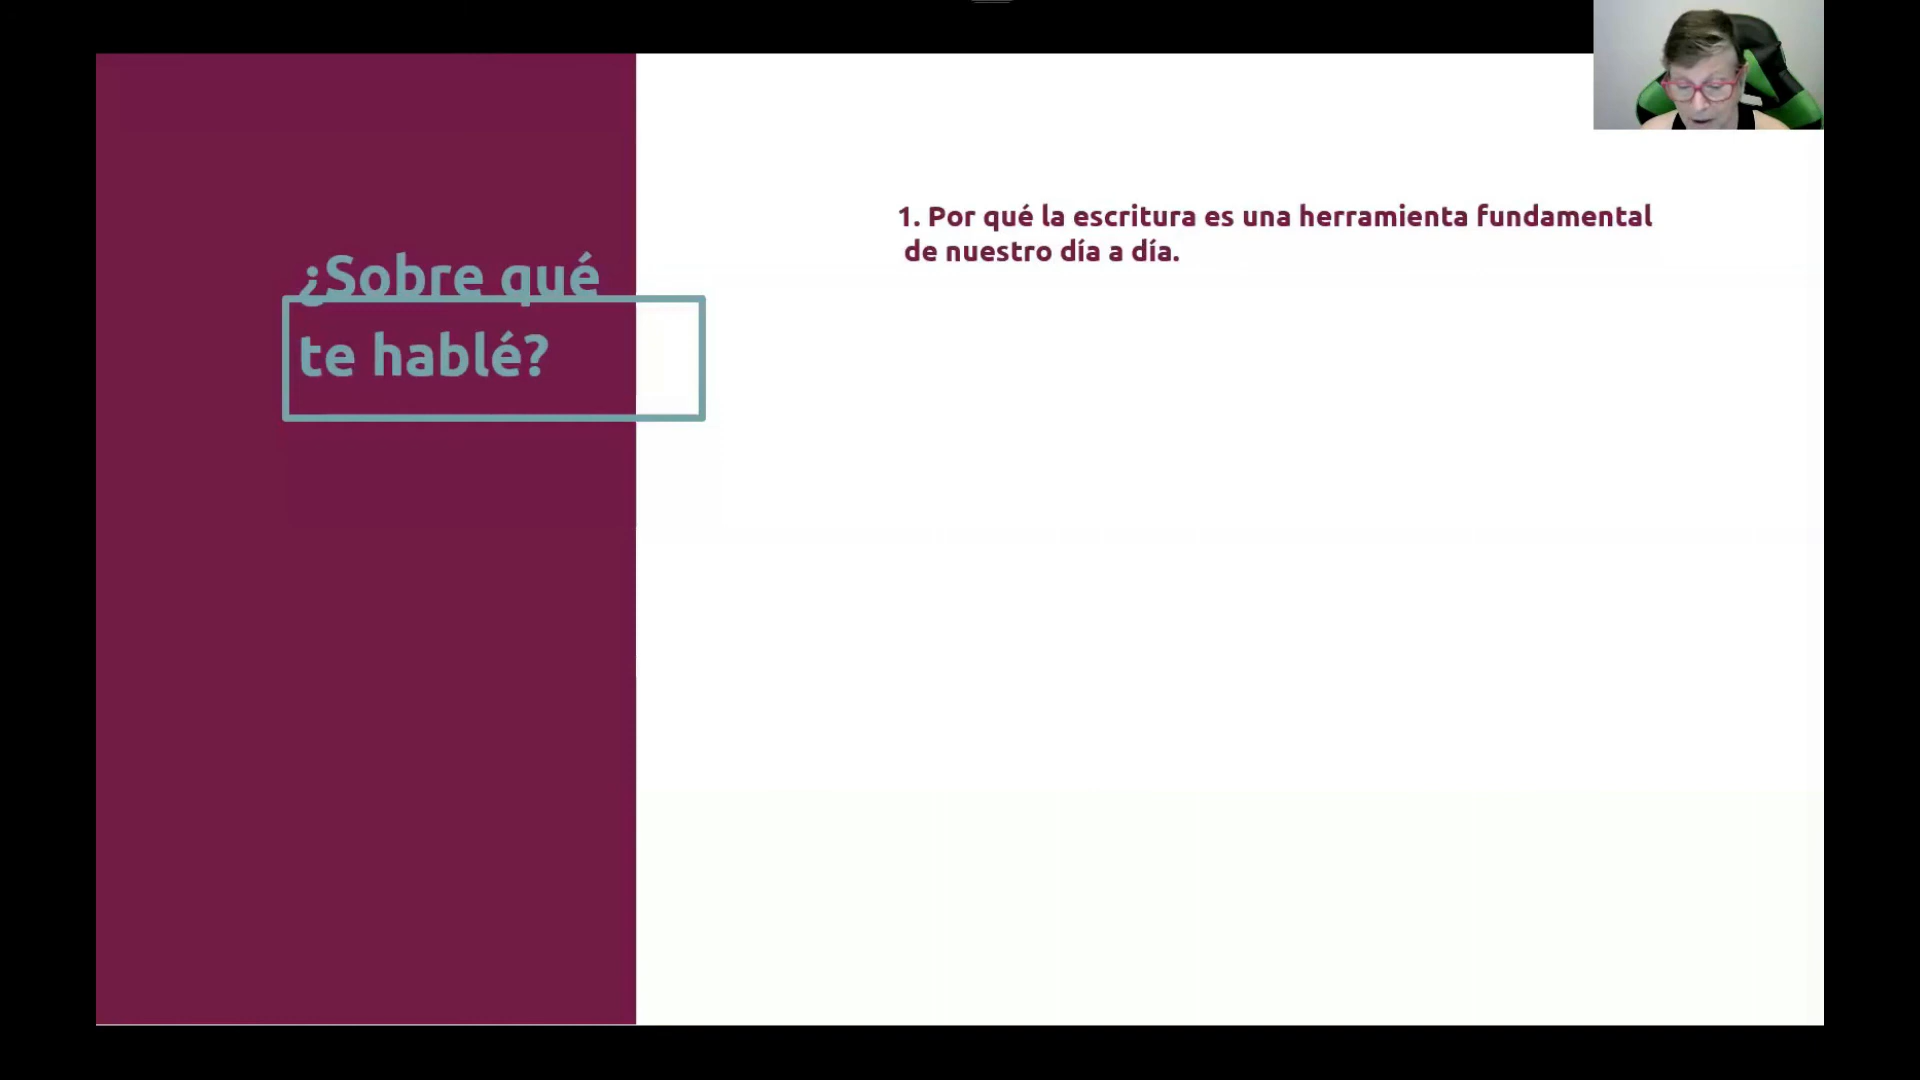 ¿Sobre qué
te hablé?
1. Por qué la escritura es una herramienta fundamental
de nuestro día a día.